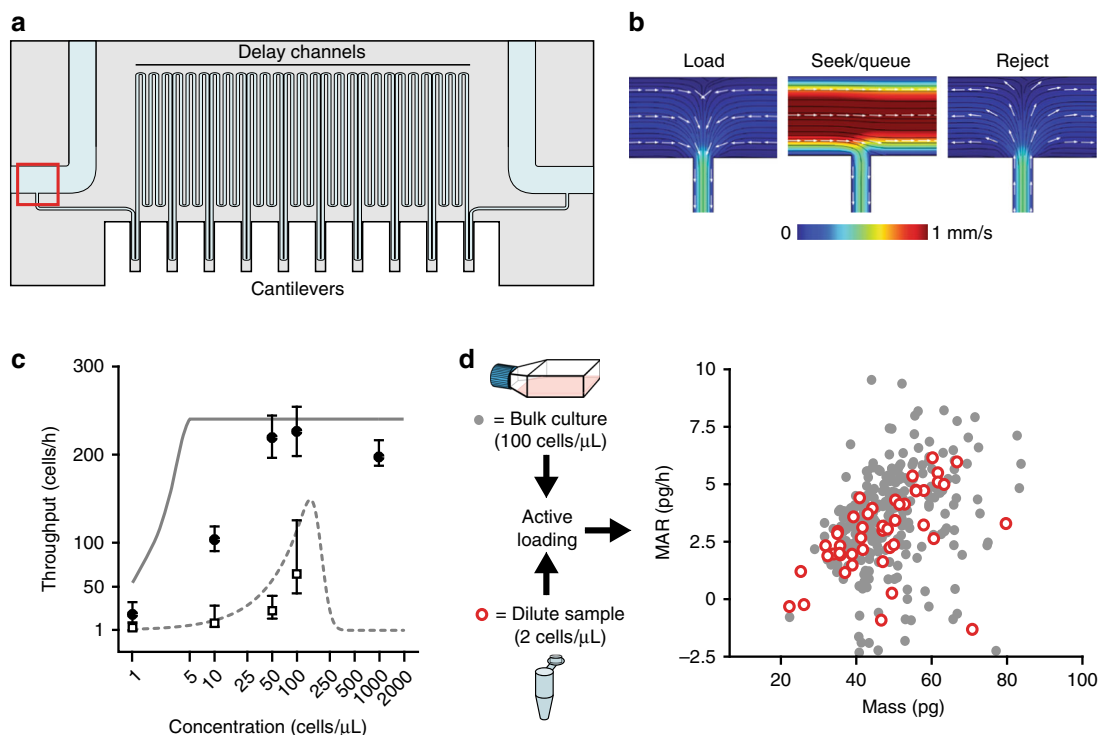 a
Delay channels
Cantilevers
b
Load
Seek/queue
Reject
0
1 mm/s
c
Throughput (cells/h)
300
200
100
50
1
1
5
10
25
50
100
250
500
1000
2000
Concentration (cells/μL)
d
= Bulk culture
(100 cells/μL)
Active
loading
= Dilute sample
(2 cells/μL)
MAR (pg/h)
10
7.5
5
2.5
0
−2.5
20
40
60
80
100
Mass (pg)